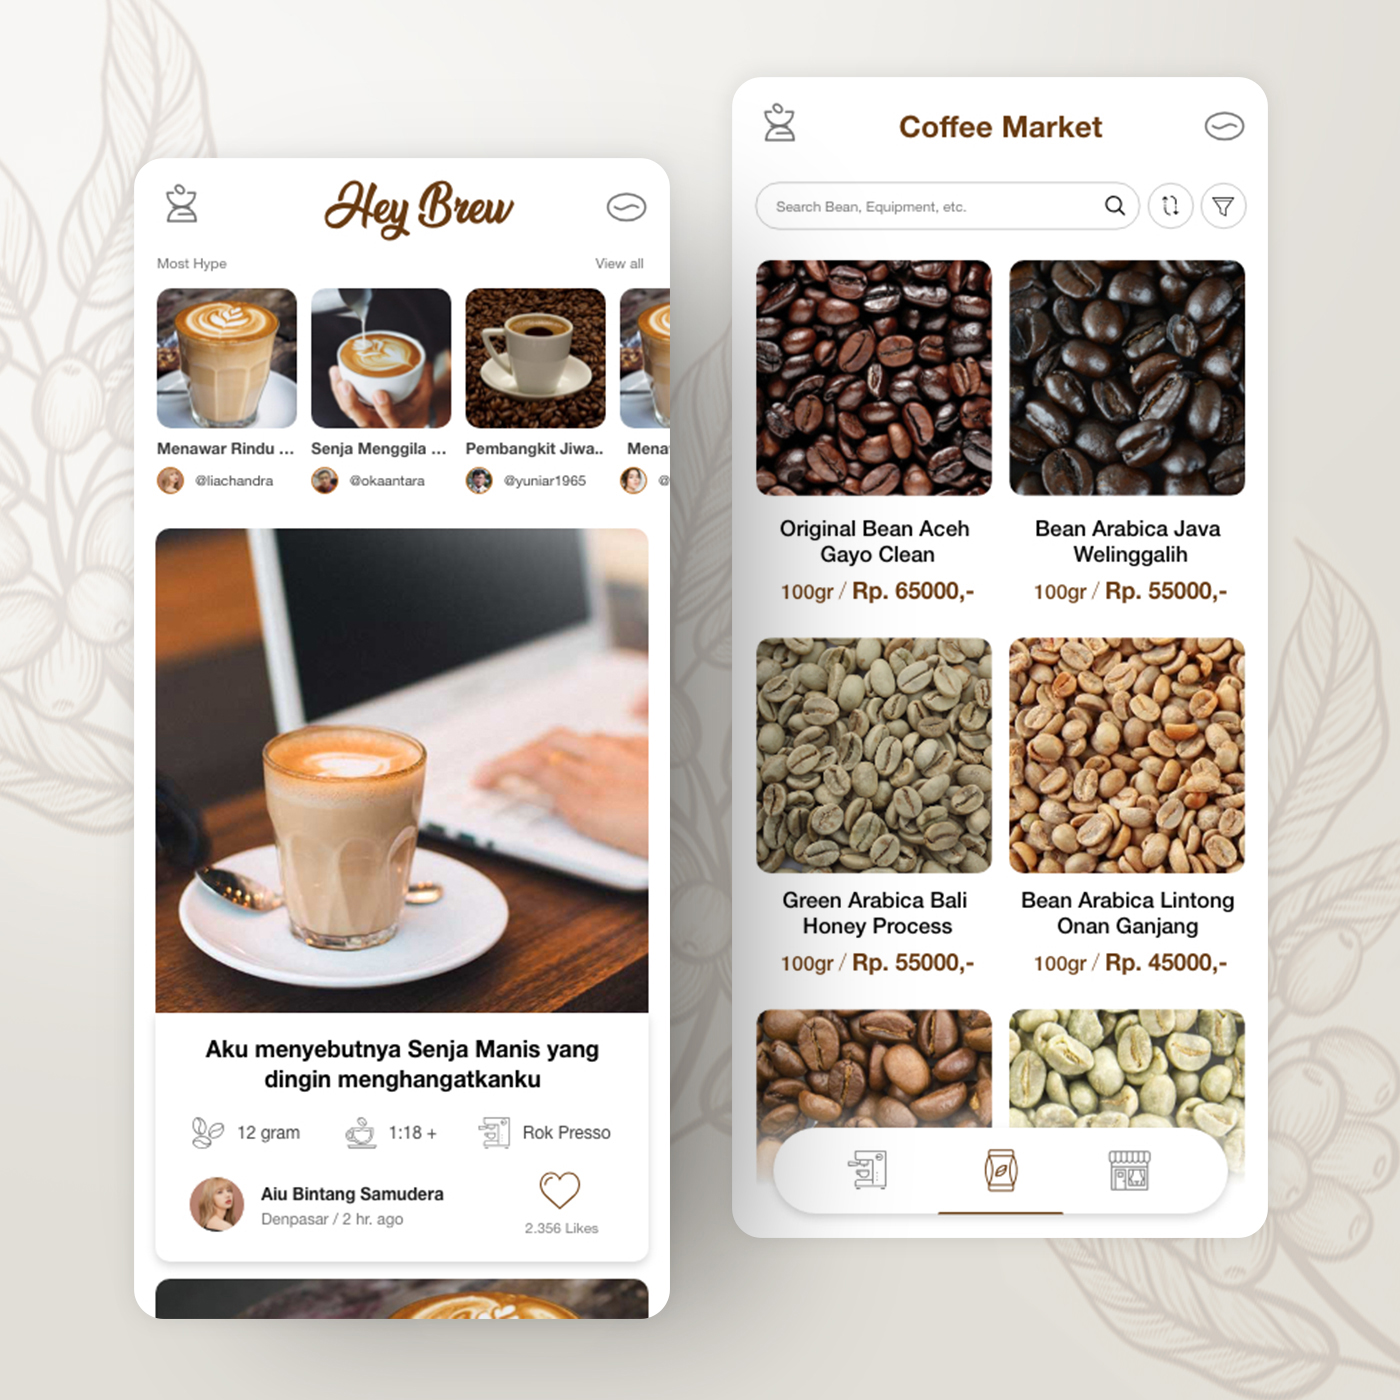 Hey Brew
Most Hype
View all
Menawar Rindu ...
Senja Menggila ...
Pembangkit Jiwa..
Mena
@liachandra
@okaantara
@yuniar1965
@
Aku menyebutnya Senja Manis yang
dingin menghangatkanku
12 gram
1:18 +
Rok Presso
Aiu Bintang Samudera
Denpasar / 2 hr. ago
2.356 Likes
Coffee Market
Search Bean, Equipment, etc.
Original Bean Aceh
Gayo Clean
100gr / Rp. 65000,-
Bean Arabica Java
Welinggalih
100gr / Rp. 55000,-
Green Arabica Bali
Honey Process
100gr / Rp. 55000,-
Bean Arabica Lintong
Onan Ganjang
100gr / Rp. 45000,-